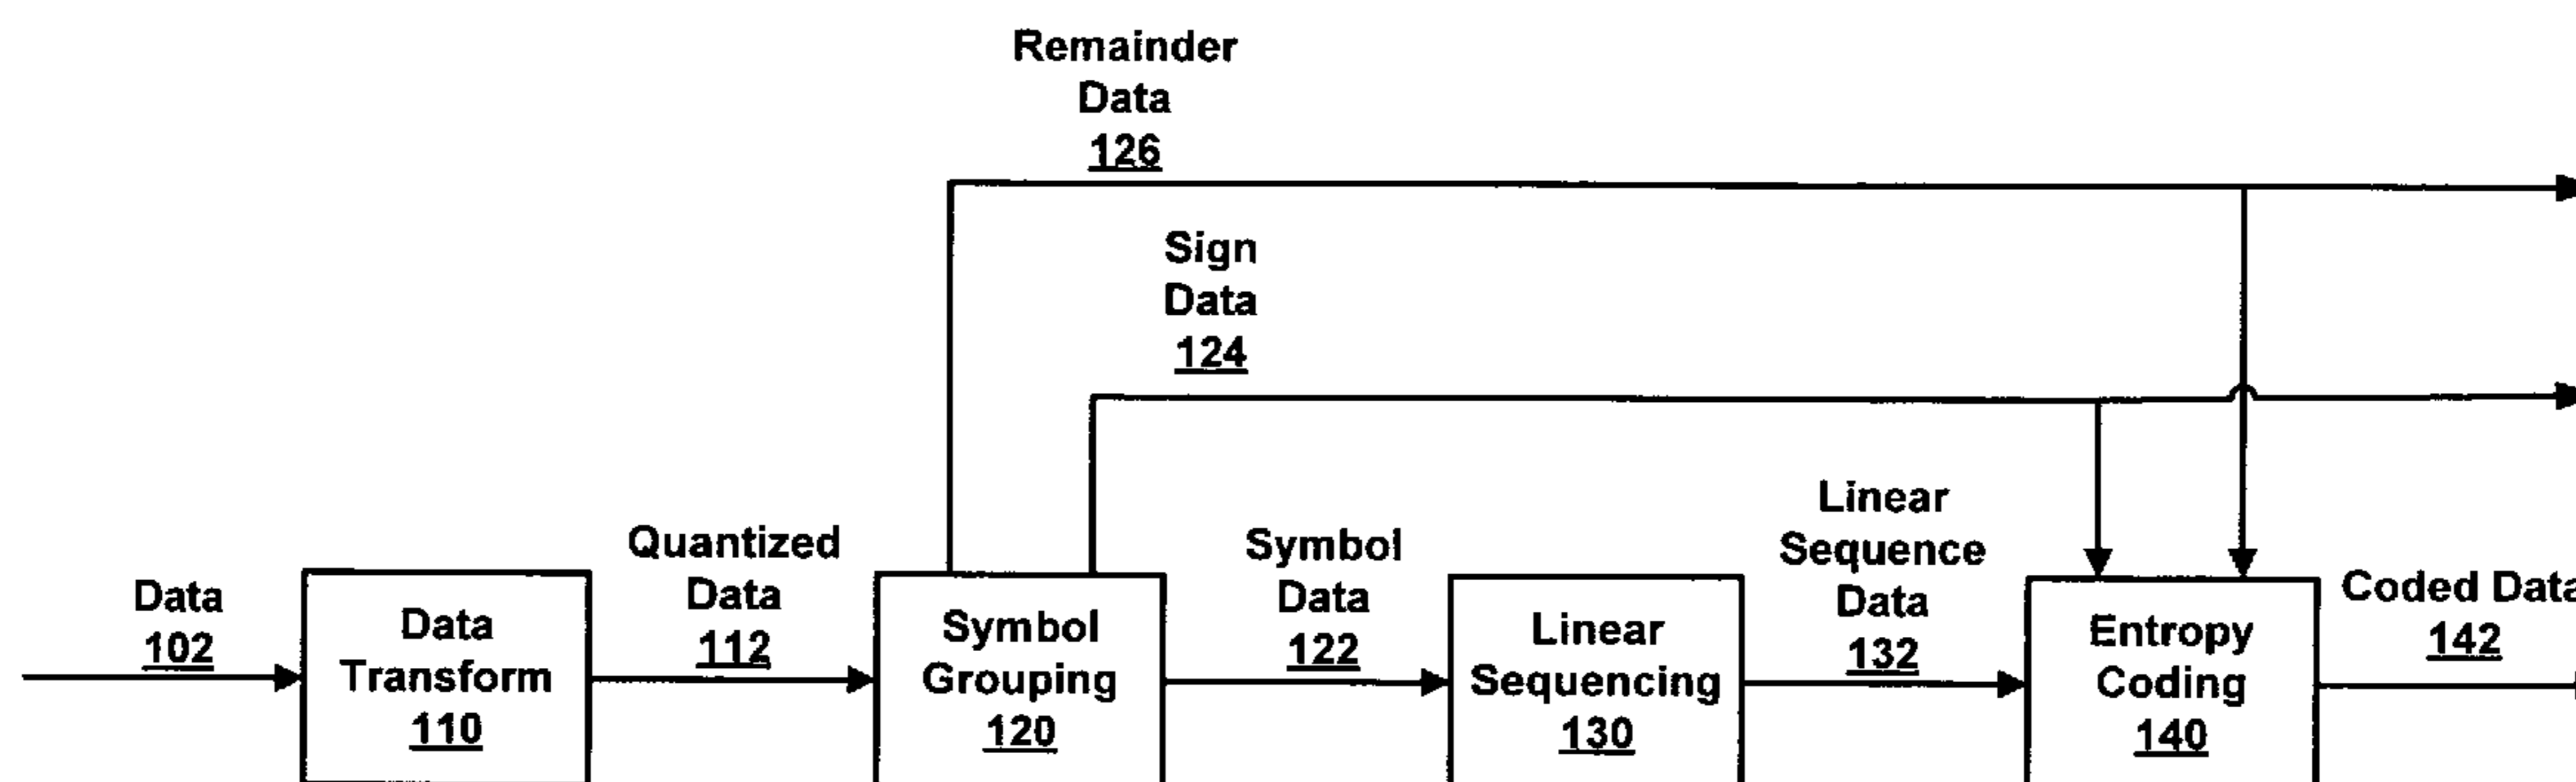 Remainder
Data
126
Sign
Data
124
Data
102
Data
Transform
110
Quantized
Data
112
Symbol
Grouping
120
Symbol
Data
122
Linear
Sequencing
130
Linear
Sequence
Data
132
Entropy
Coding
140
Coded Data
142